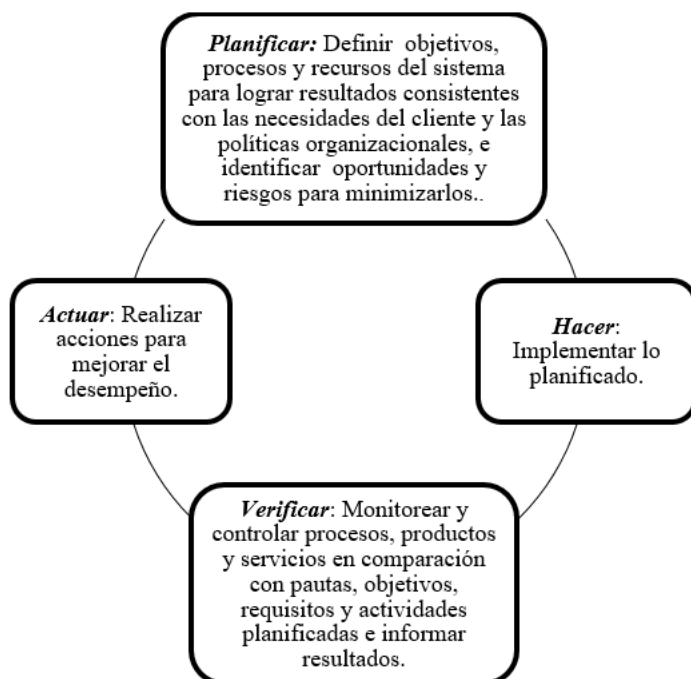 Planificar: Definir objetivos,
procesos y recursos del sistema
para lograr resultados consistentes
con las necesidades del cliente y las
políticas organizacionales, e
identificar oportunidades y
riesgos para minimizarlos..
Actuar: Realizar
acciones para
mejorar el
desempeño.
Hacer:
Implementar lo
planificado.
Verificar: Monitorear y
controlar procesos, productos
y servicios en comparación
con pautas, objetivos,
requisitos y actividades
planificadas e informar
resultados.